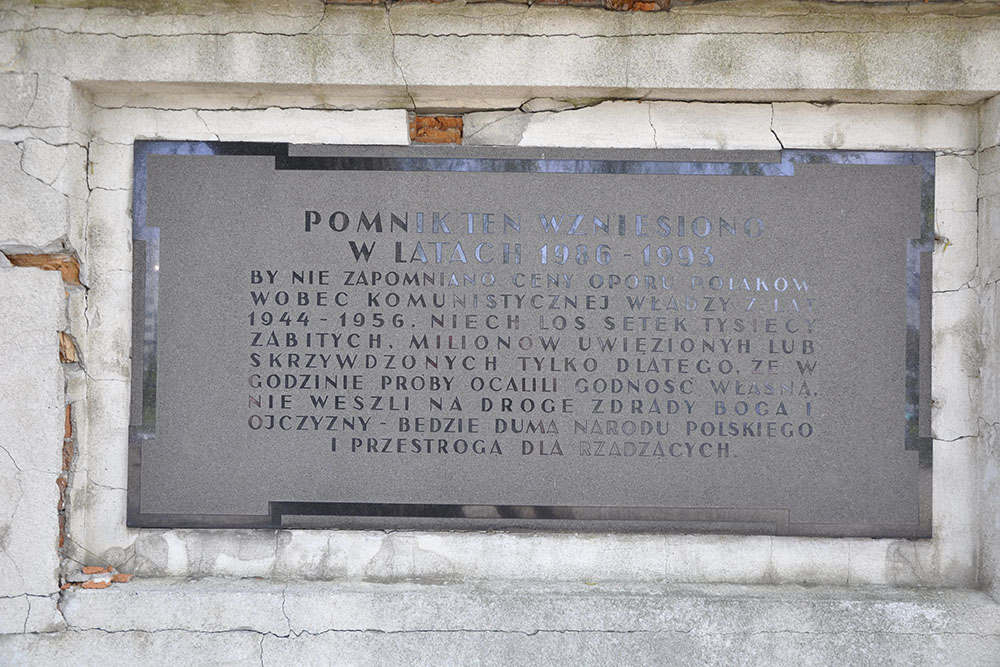 POMNIK TEN WZNIESIONO
W LATACH 1986 - 1993
BY NIE ZAPOMNIANO CENY OPORU POLAKÓW
WOBEC KOMUNISTYCZNEJ WŁADZY Z LAT
1944 - 1956. NIECH LOS SETEK TYSIĘCY
ZABITYCH, MILIONÓW UWIĘZIONYH LUB
SKRZYWDZONYCH TYLKO DLATEGO, ŻE W
GODZINIE PRÓBY OCALILI GODNOŚĆ WŁASNĄ,
NIE WESZLI NA DROGĘ ZDRADY BOGA I
OJCZYZNY - BĘDZIE DUMĄ NARODU POLSKIEGO
I PRZESTROGĄ DLA RZĄDZĄCYCH.